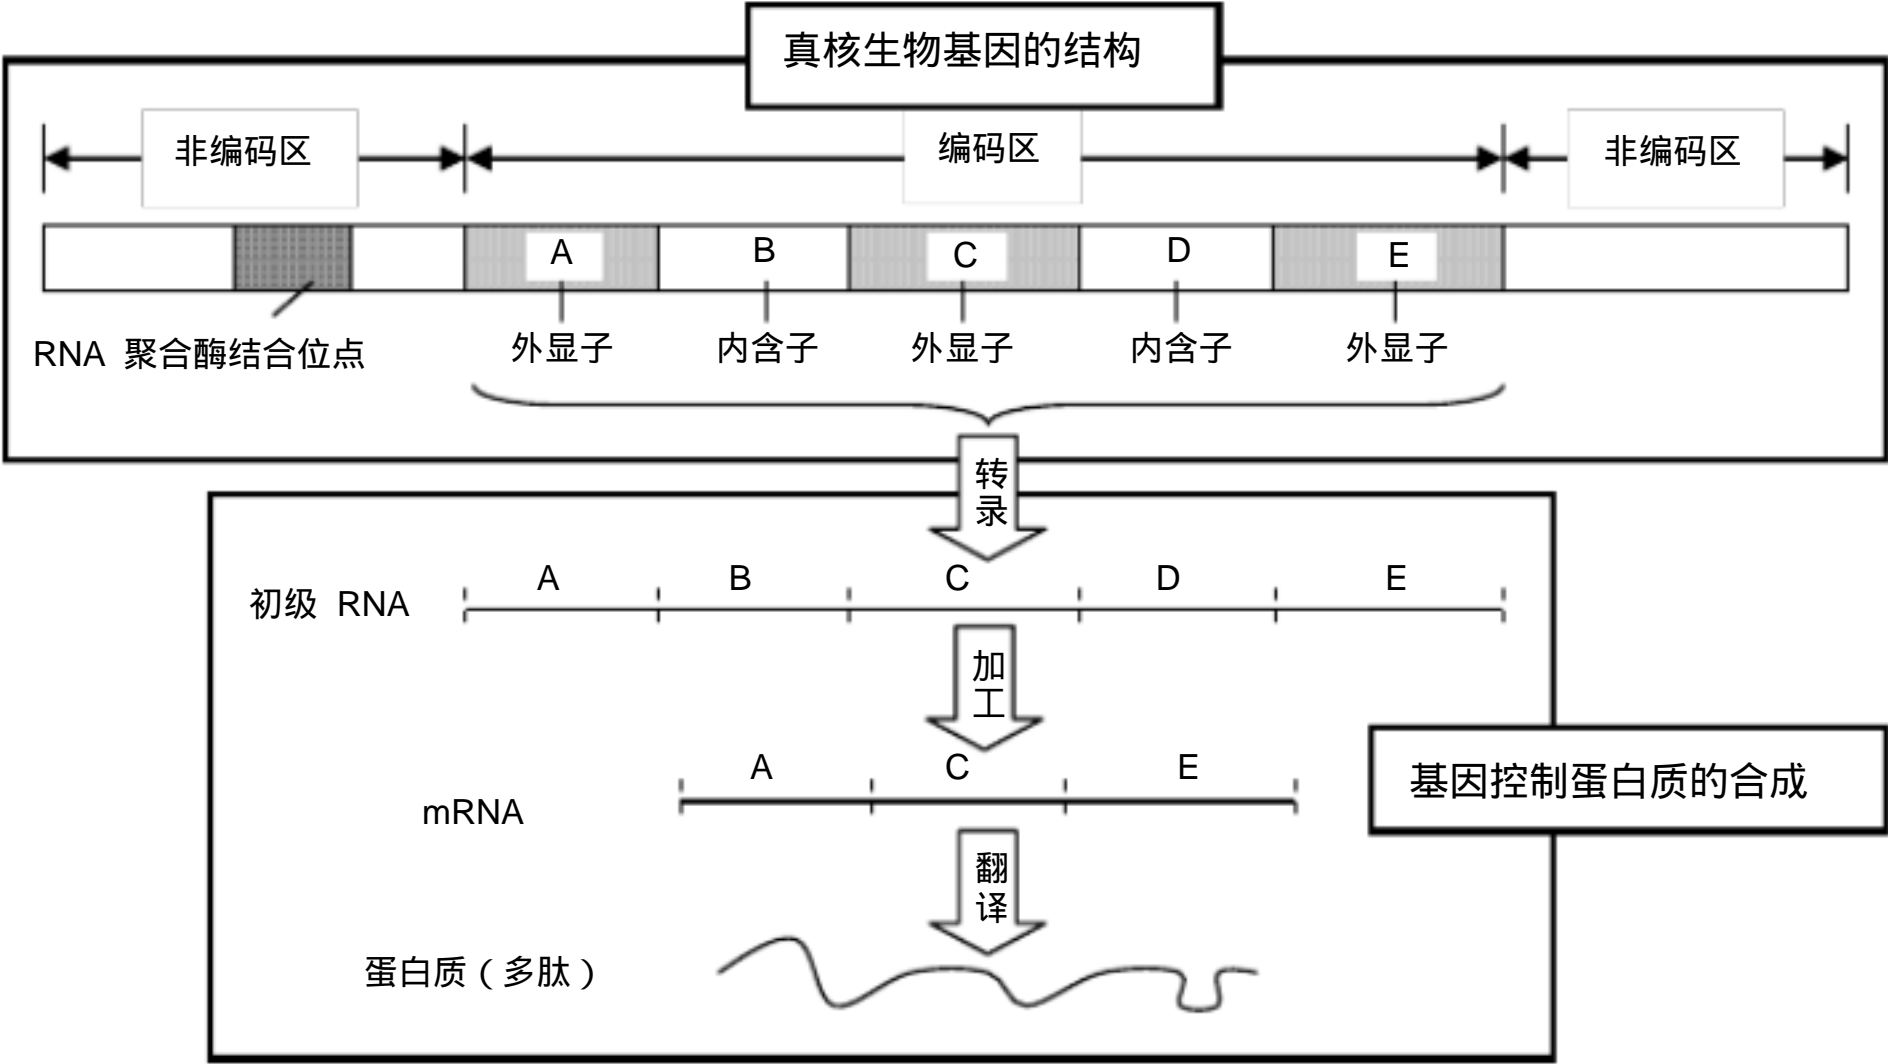 真核生物基因的结构
非编码区 编码区 非编码区
A B C D E
RNA 聚合酶结合位点 外显子 内含子 外显子 内含子 外显子
转
录
A B C D E
初级 RNA
加
工
A C E
mRNA
基因控制蛋白质的合成
翻
译
蛋白质（多肽）